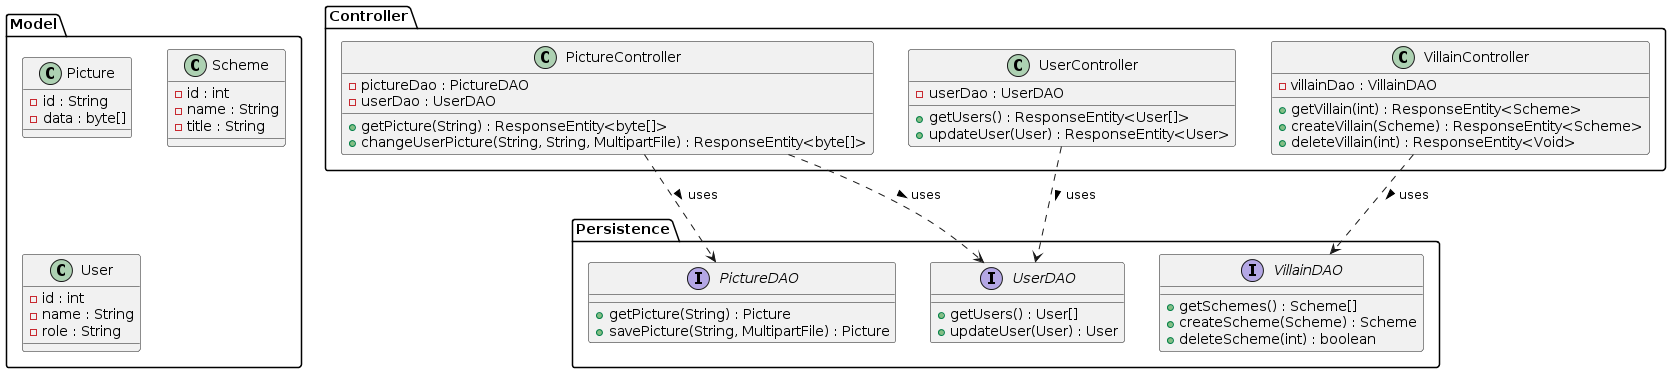 Model
C Picture
id : String
data : byte[]
C Scheme
id : int
name : String
title : String
C User
id : int
name : String
role : String
Controller
C PictureController
pictureDao : PictureDAO
userDao : UserDAO
getPicture(String) : ResponseEntity<byte[]>
changeUserPicture(String, String, MultipartFile) : ResponseEntity<byte[]>
C UserController
userDao : UserDAO
getUsers() : ResponseEntity<User[]>
updateUser(User) : ResponseEntity<User>
C VillainController
villainDao : VillainDAO
getVillain(int) : ResponseEntity<Scheme>
createVillain(Scheme) : ResponseEntity<Scheme>
deleteVillain(int) : ResponseEntity<Void>
uses
uses
uses
uses
Persistence
I PictureDAO
getPicture(String) : Picture
savePicture(String, MultipartFile) : Picture
I UserDAO
getUsers() : User[]
updateUser(User) : User
I VillainDAO
getSchemes() : Scheme[]
createScheme(Scheme) : Scheme
deleteScheme(int) : boolean